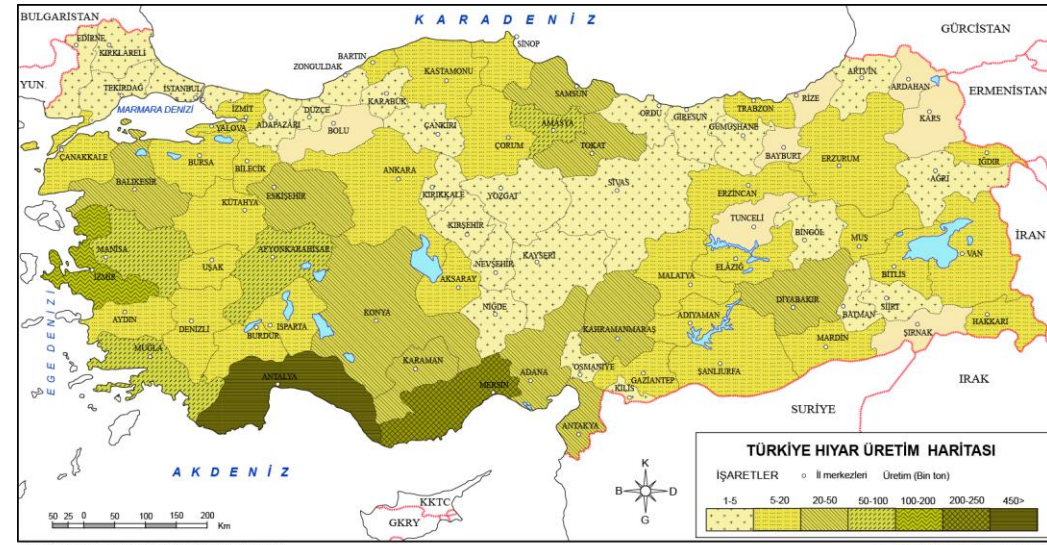 KARADENİZ
BULGARİSTAN
GÜRCİSTAN
EDİRNE
KIRKLARELİ
SİNOP
BARTIN
ZONGULDAK
KASTAMONU
ARTVİN
ARDAHAN
YUN.
TEKİRDAĞ
İSTANBUL
KARABÜK
SAMSUN
RİZE
ERMENİSTAN
MARMARA DENİZİ
İZMİT
DÜZCE
ORDU
GİRESUN
TRABZON
KARS
YALOVA
ADAPAZARI
BOLU
ÇANKIRI
AMASYA
GÜMÜŞHANE
ÇANAKKALE
BURSA
BİLECİK
ÇORUM
TOKAT
BAYBURT
ERZURUM
IĞDIR
BALIKESİR
ESKİŞEHİR
ANKARA
KIRIKKALE
YOZGAT
SİVAS
ERZİNCAN
AĞRI
KÜTAHYA
TUNCELİ
KIRŞEHİR
BİNGÖL
MUŞ
İRAN
MANİSA
AFYONKARAHİSAR
UŞAK
İZMİR
NEVŞEHİR
KAYSERİ
ELAZIĞ
VAN
BİTLİS
AKSARAY
MALATYA
EGE DENİZİ
AYDIN
DENİZLİ
BURDUR
ISPARTA
KONYA
NİĞDE
KAHRAMANMARAŞ
ADIYAMAN
DİYABAKIR
BATMAN
SİİRT
ŞIRNAK
HAKKARİ
MUĞLA
KARAMAN
MARDİN
ANTALYA
MERSİN
ADANA
OSMANİYE
GAZİANTEP
ŞANLIURFA
KİLİS
IRAK
SURİYE
ANTAKYA
AKDENİZ
KKTC
GKRY
K
B
D
G
50 25 0 50 100 150 200
Km
TÜRKİYE HIYAR ÜRETİM HARİTASI
İŞARETLER
İl merkezleri
Üretim (Bin ton)
1-5 5-20 20-50 50-100 100-200 200-250 450>